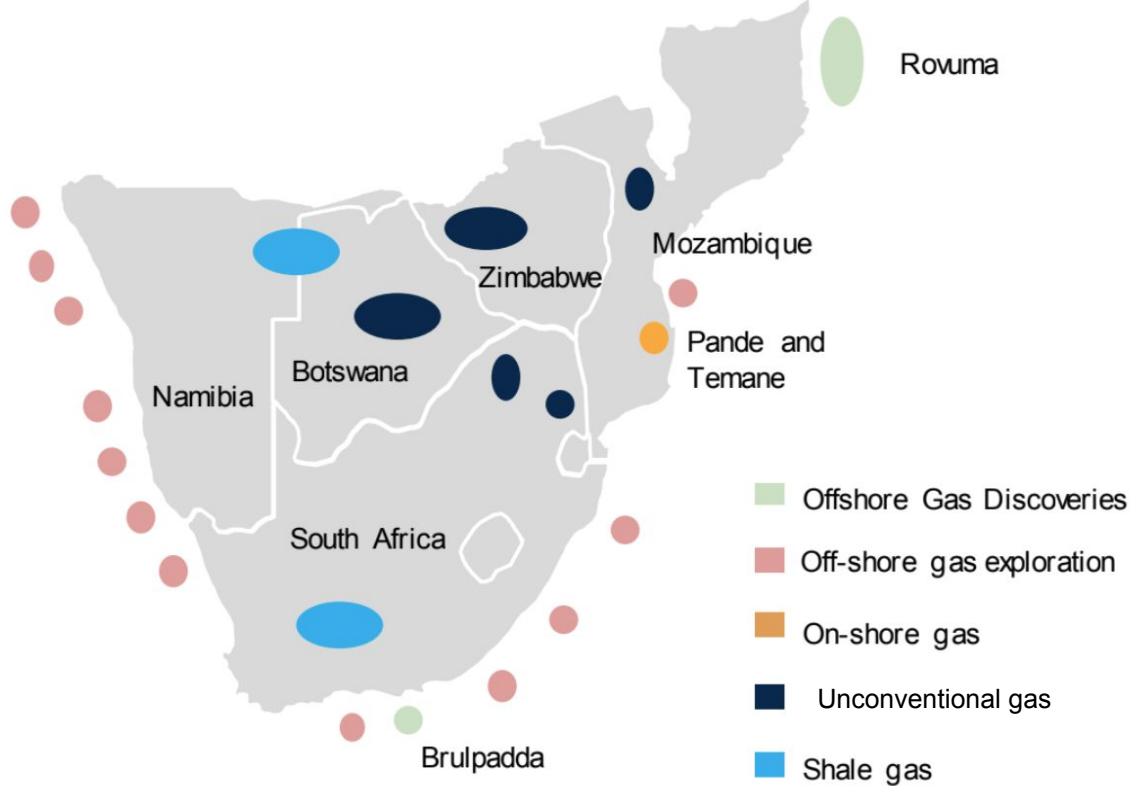 Rovuma
Mozambique
Zimbabwe
Pande and
Temane
Botswana
Namibia
South Africa
Brulpadda
Offshore Gas Discoveries
Off-shore gas exploration
On-shore gas
Unconventional gas
Shale gas